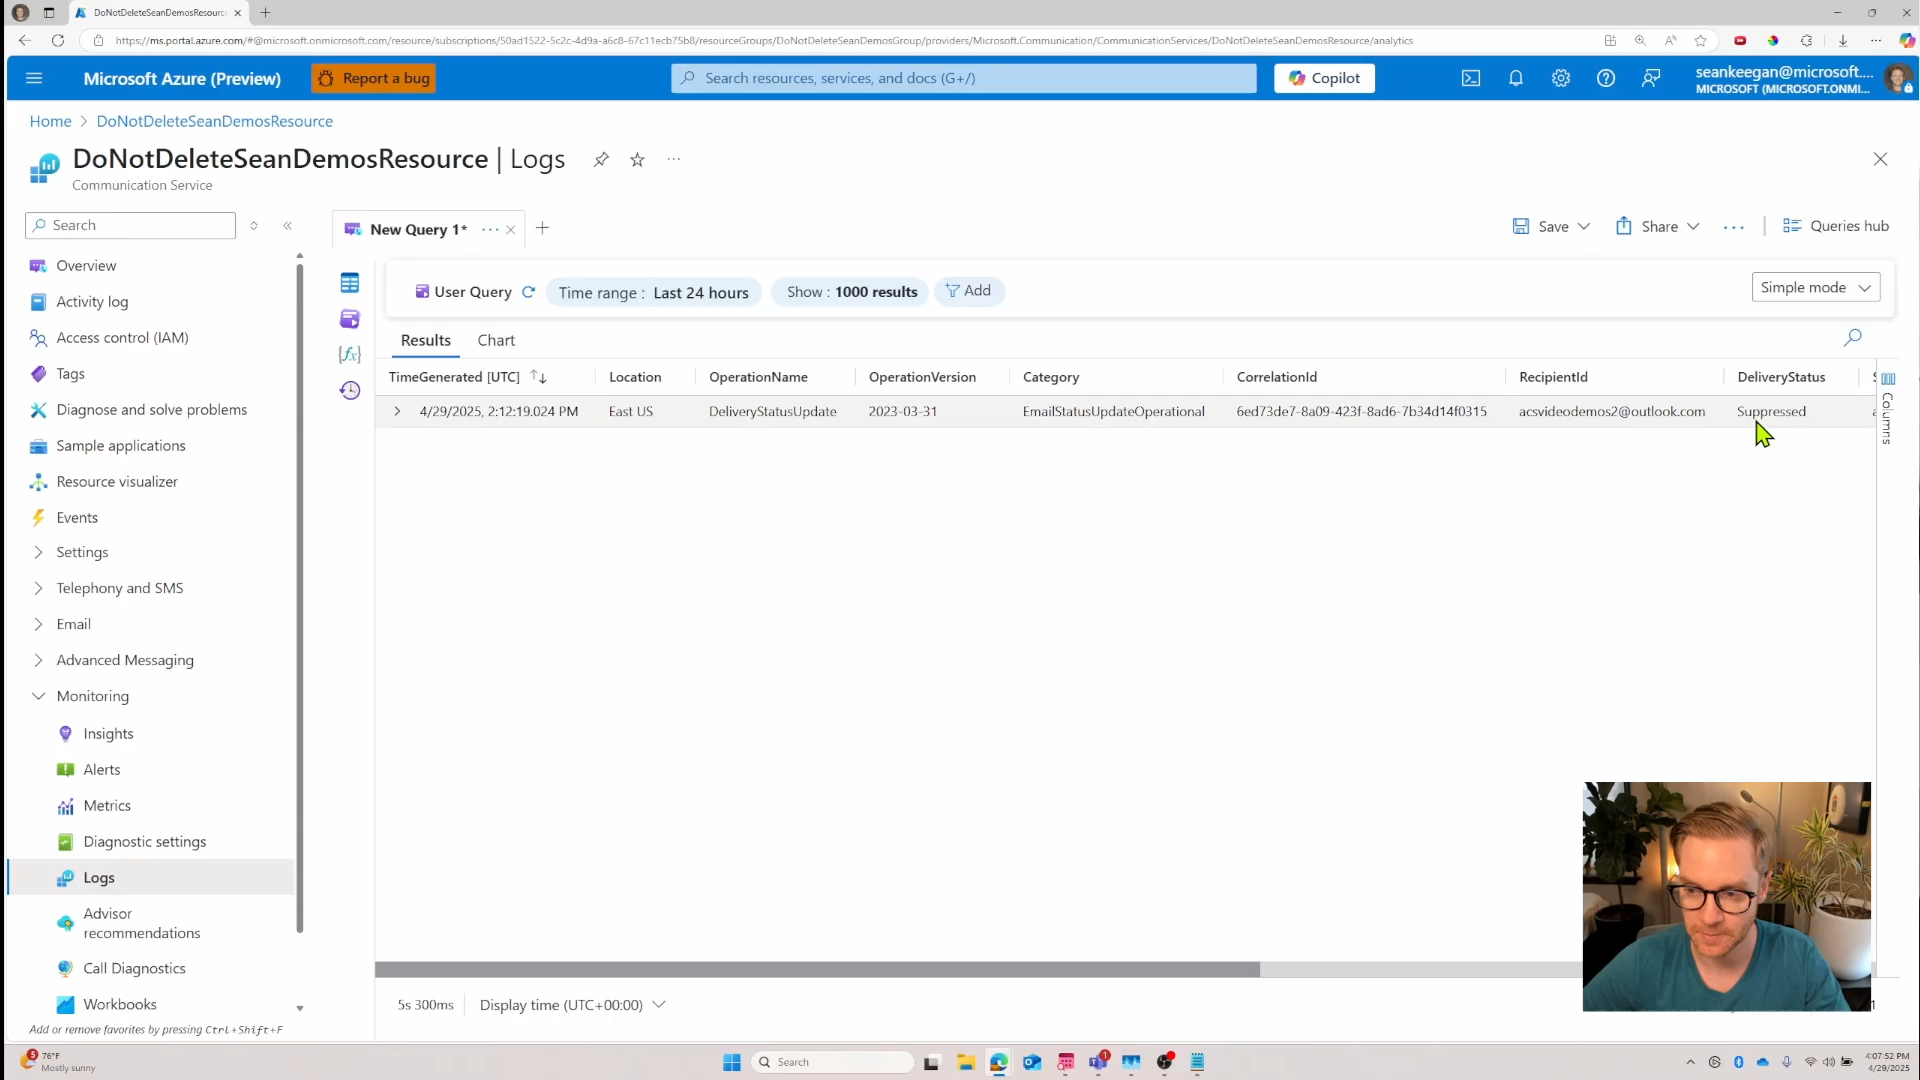 DoNotDeleteSeanDemosResource
https://ms.portal.azure.com/#@microsoft.onmicrosoft.com/resource/subscriptions/50ad1522-5c2c-4d9a-a6c8-67c11ecb75b8/resourceGroups/DoNotDeleteSeanDemosGroup/providers/Microsoft.Communication/CommunicationServices/DoNotDeleteSeanDemosResource/analytics
Microsoft Azure (Preview)
Report a bug
Search resources, services, and docs (G+/)
Copilot
seankeegan@microsoft....
MICROSOFT (MICROSOFT.ONMI...
Home > DoNotDeleteSeanDemosResource
DoNotDeleteSeanDemosResource | Logs
Communication Service
Search
New Query 1*
Save
Share
Queries hub
Overview
Activity log
Access control (IAM)
Tags
Diagnose and solve problems
Sample applications
Resource visualizer
Events
Settings
Telephony and SMS
Email
Advanced Messaging
Monitoring
Insights
Alerts
Metrics
Diagnostic settings
Logs
Advisor
recommendations
Call Diagnostics
Workbooks
Add or remove favorites by pressing Ctrl+Shift+F
User Query
Time range : Last 24 hours
Show : 1000 results
Add
Simple mode
Results
Chart
TimeGenerated [UTC] Location OperationName OperationVersion Category CorrelationId RecipientId DeliveryStatus
4/29/2025, 2:12:19.024 PM East US DeliveryStatusUpdate 2023-03-31 EmailStatusUpdateOperational 6ed73de7-8a09-423f-8ad6-7b34d14f0315 acsvideodemos2@outlook.com Suppressed
Columns
5s 300ms
Display time (UTC+00:00)
5
76°F
Mostly sunny
Search
1
4:07:52 PM
4/29/2025